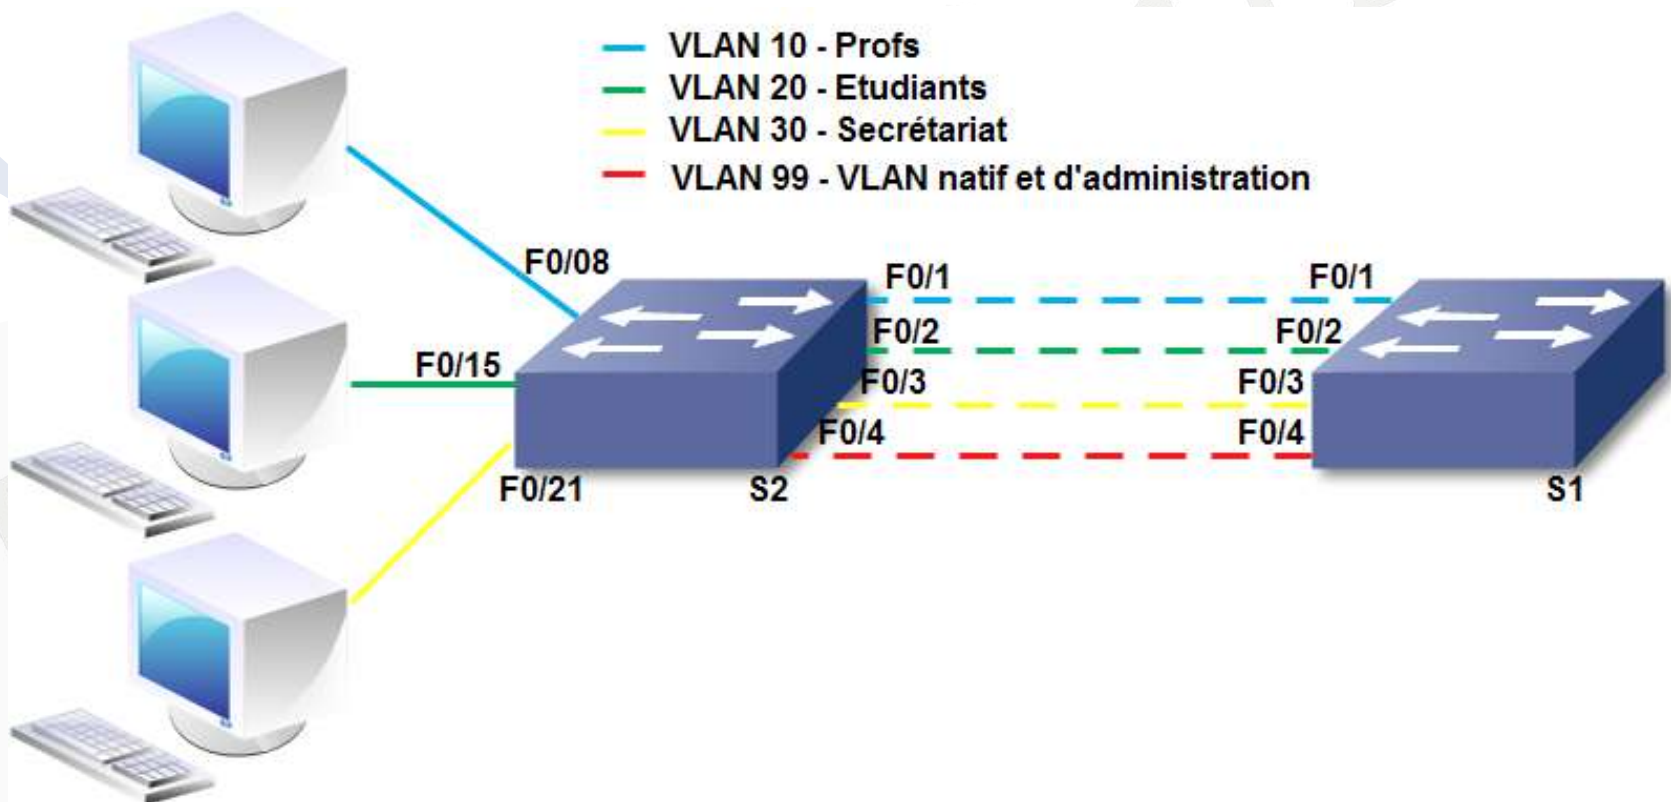 VLAN 10 - Profs
VLAN 20 - Etudiants
VLAN 30 - Secrétariat
VLAN 99 - VLAN natif et d'administration
F0/08
F0/1
F0/1
F0/2
F0/2
F0/15
F0/3
F0/3
F0/4
F0/4
F0/21
S2
S1